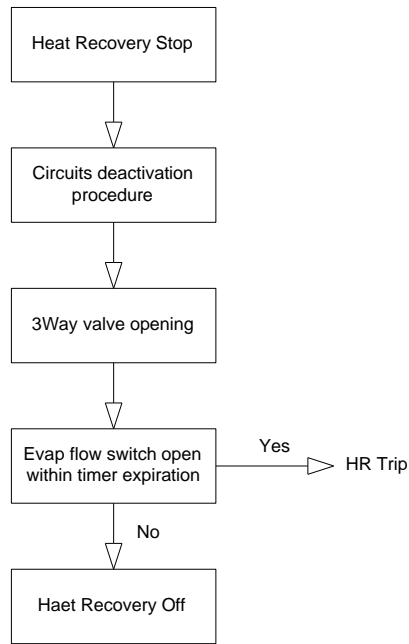 Heat Recovery Stop
Circuits deactivation
procedure
3Way valve opening
Evap flow switch open
within timer expiration
Yes
HR Trip
No
Haet Recovery Off